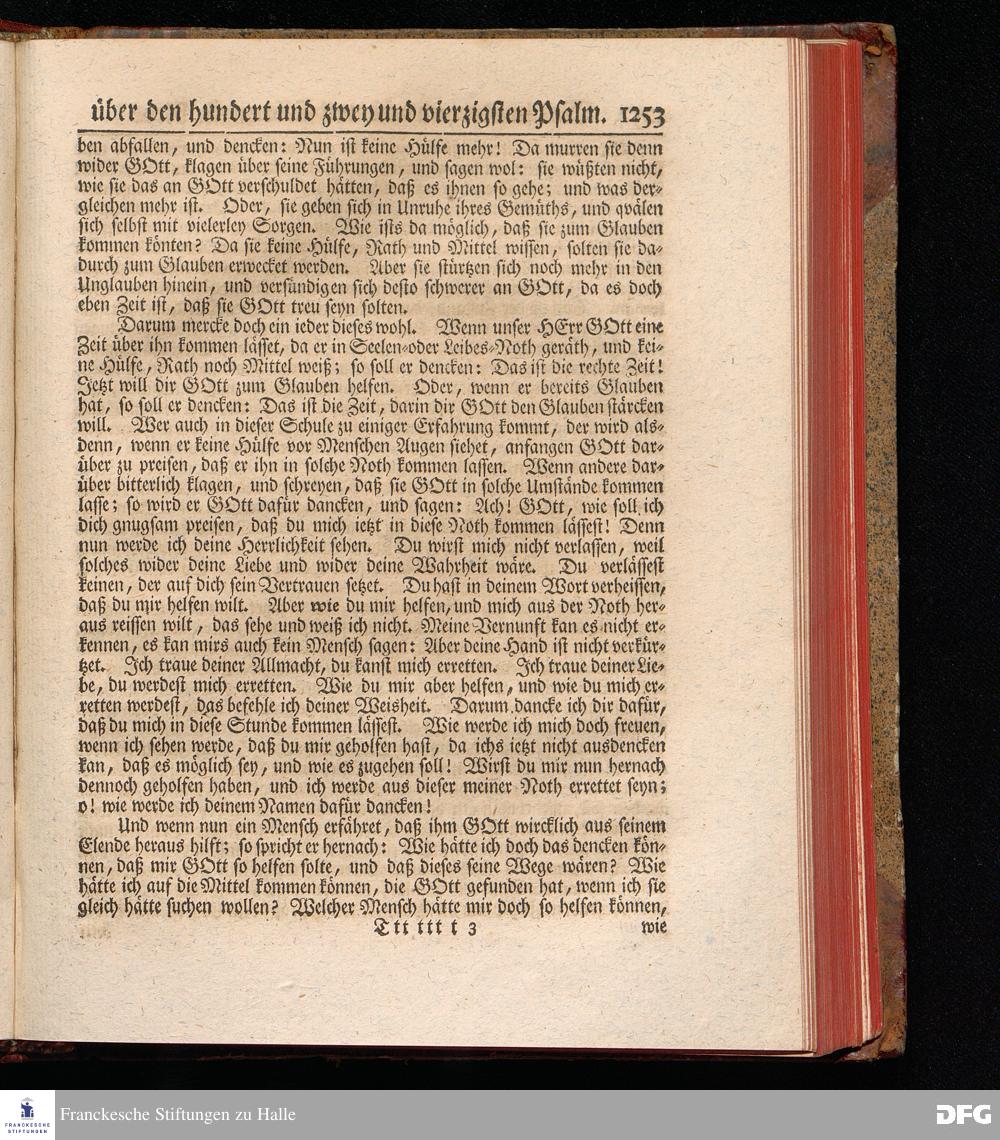 über den hundert und zwey und vierzigsten Psalm. 1253
ben abfallen, und dencken: Nun ist keine Hülfe mehr! Da murren sie denn
wider GOtt, klagen über seine Führungen, und sagen wol: sie wüßten nicht,
wie sie das an GOtt verschuldet hätten, daß es ihnen so gehe; und was der-
gleichen mehr ist. Oder, sie geben sich in Unruhe ihres Gemüths, und qvälen
sich selbst mit vielerley Sorgen. Wie ists da möglich, daß sie zum Glauben
kommen könten? Da sie keine Hülfe, Rath und Mittel wissen, solten sie da-
durch zum Glauben erwecket werden. Aber sie stürtzen sich noch mehr in den
Unglauben hinein, und versündigen sich desto schwerer an GOtt, da es doch
eben Zeit ist, daß sie GOtt treu seyn solten.
Darum mercke doch ein ieder dieses wohl. Wenn unser HErr GOtt eine
Zeit über ihn kommen lässet, da er in Seelen-oder Leibes-Noth geräth, und kei-
ne Hülfe, Rath noch Mittel weiß; so soll er dencken: Das ist die rechte Zeit!
Jetzt will dir GOtt zum Glauben helfen. Oder, wenn er bereits Glauben
hat, so soll er dencken: Das ist die Zeit, darin dir GOtt den Glauben stärcken
will. Wer auch in dieser Schule zu einiger Erfahrung kommt, der wird als-
denn, wenn er keine Hülfe vor Menschen Augen siehet, anfangen GOtt dar-
über zu preisen, daß er ihn in solche Noth kommen lassen. Wenn andere dar-
über bitterlich klagen, und schreyen, daß sie GOtt in solche Umstände kommen
lasse; so wird er GOtt dafür dancken, und sagen: Ach! GOtt, wie soll ich
dich gnugsam preisen, daß du mich ietzt in diese Noth kommen lässest! Denn
nun werde ich deine Herrlichkeit sehen. Du wirst mich nicht verlassen, weil
solches wider deine Liebe und wider deine Wahrheit wäre. Du verlässest
keinen, der auf dich sein Vertrauen setzet. Du hast in deinem Wort verheissen,
daß du mir helfen wilt. Aber wie du mir helfen, und mich aus der Noth her-
aus reissen wilt, das sehe und weiß ich nicht. Meine Vernunft kan es nicht er-
kennen, es kan mirs auch kein Mensch sagen: Aber deine Hand ist nicht verkür-
tzet. Ich traue deiner Allmacht, du kanst mich erretten. Ich traue deiner Lie-
be, du werdest mich erretten. Wie du mir aber helfen, und wie du mich er-
retten werdest, das befehle ich deiner Weisheit. Darum dancke ich dir dafür,
daß du mich in diese Stunde kommen lässest. Wie werde ich mich doch freuen,
wenn ich sehen werde, daß du mir geholfen hast, da ichs ietzt nicht ausdencken
kan, daß es möglich sey, und wie es zugehen soll! Wirst du mir nun hernach
dennoch geholfen haben, und ich werde aus dieser meiner Noth errettet seyn;
o! wie werde ich deinem Namen dafür dancken!
Und wenn nun ein Mensch erfähret, daß ihm GOtt wircklich aus seinem
Elende heraus hilft; so spricht er hernach: Wie hätte ich doch das dencken kön-
nen, daß mir GOtt so helfen solte, und daß dieses seine Wege wären? Wie
hätte ich auf die Mittel kommen können, die GOtt gefunden hat, wenn ich sie
gleich hätte suchen wollen? Welcher Mensch hätte mir doch so helfen können,
Ttt ttt t 3 wie
FRANCKESCHE STIFTUNGEN
Franckesche Stiftungen zu Halle
DFG